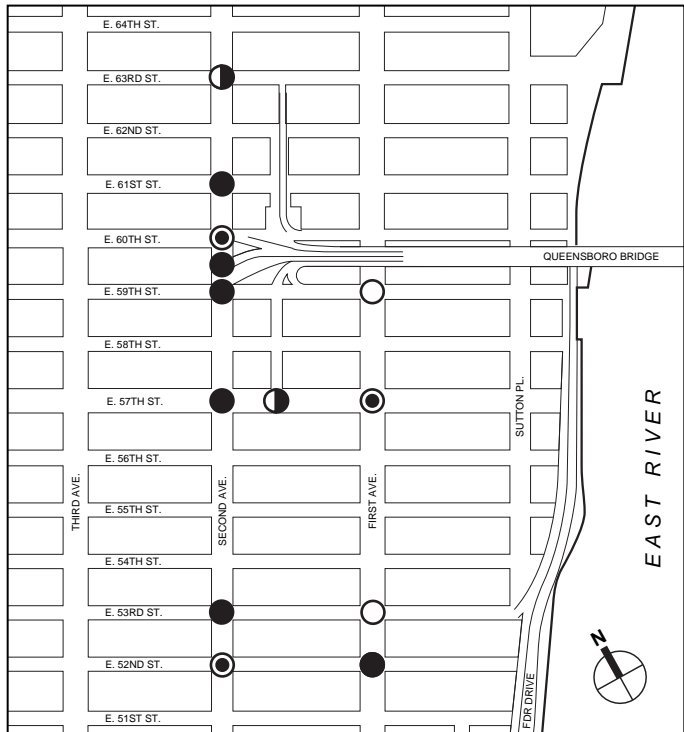 E. 64TH ST.
E. 63RD ST.
E. 62ND ST.
E. 61ST ST.
E. 60TH ST.
QUEENSBORO BRIDGE
E. 59TH ST.
E. 58TH ST.
E. 57TH ST.
SUTTON PL.
EAST RIVER
E. 56TH ST.
THIRD AVE.
SECOND AVE.
FIRST AVE.
E. 55TH ST.
E. 54TH ST.
E. 53RD ST.
N
E. 52ND ST.
FDR DRIVE
E. 51ST ST.